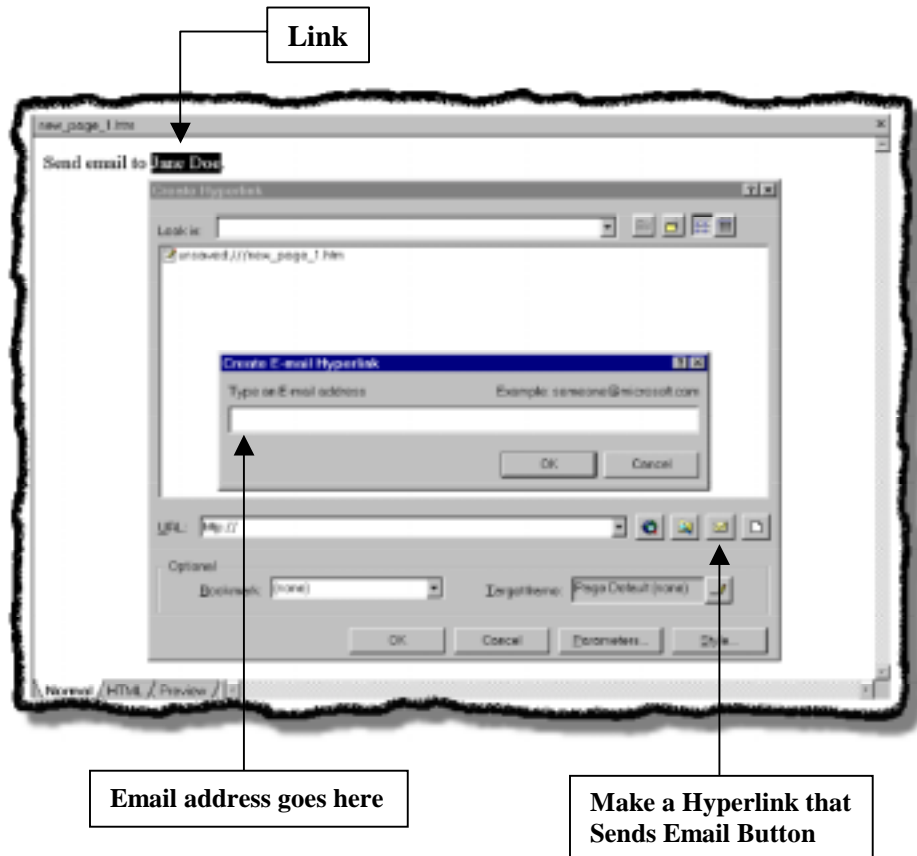 Link
new_page_1.htm
Send email to Jane Doe.
Create Hyperlink
Look in:
unsaved:///new_page_1.htm
Create E-mail Hyperlink
Type an E-mail address Example: someone@microsoft.com
OK Cancel
URL: http://
Optional
Bookmark: (none) Target frame: Page Default (none)
OK Cancel Parameters... Style...
Normal HTML Preview
Email address goes here
Make a Hyperlink that
Sends Email Button